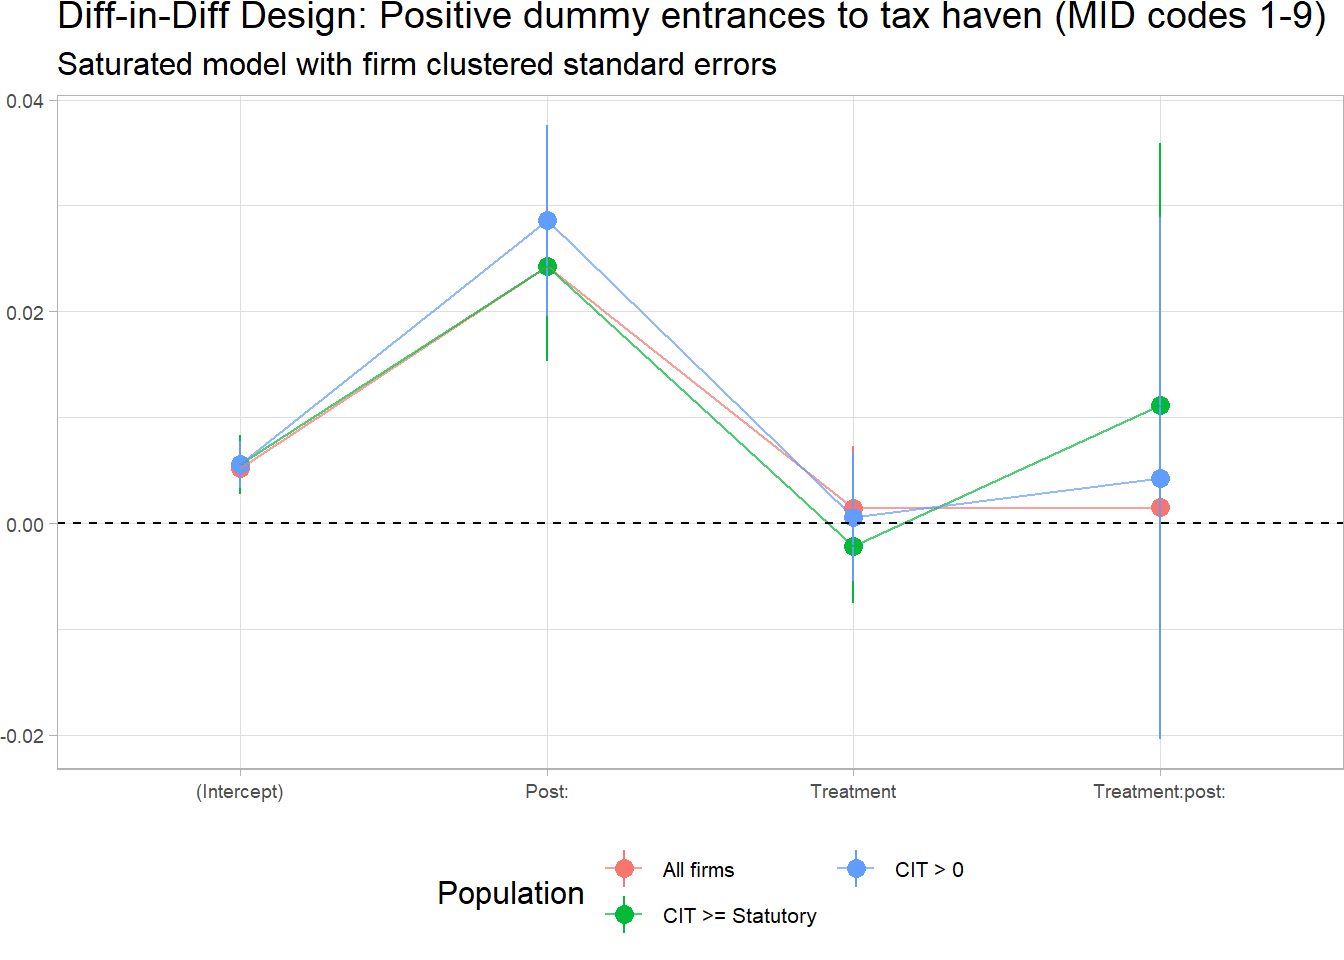 Diff-in-Diff Design: Positive dummy entrances to tax haven (MID codes 1-9)
Saturated model with firm clustered standard errors
0.04
0.02
0.00
-0.02
(Intercept)
Post:
Treatment
Treatment:post:
Population
All firms
CIT > 0
CIT >= Statutory